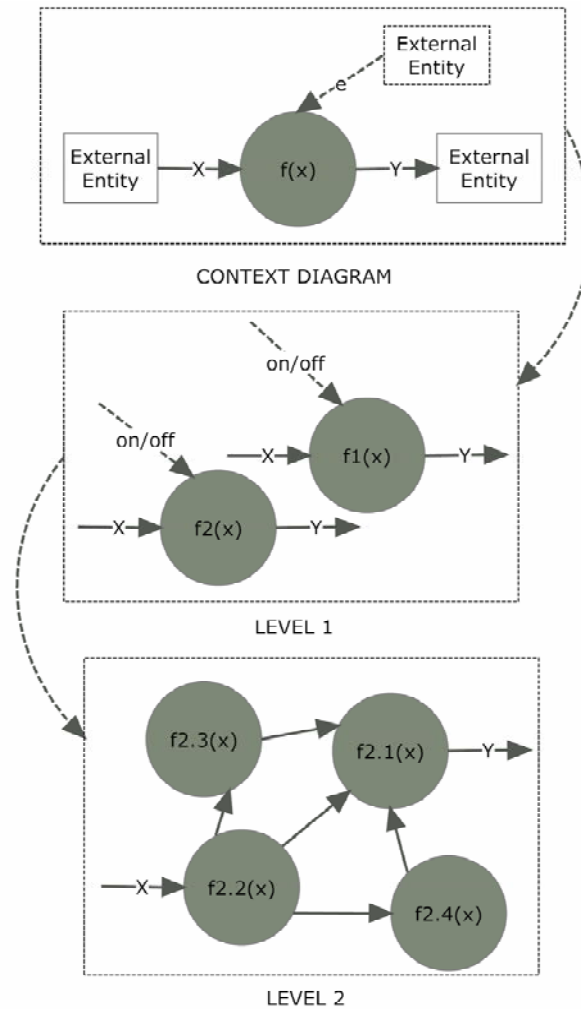 External
Entity
e
External
Entity
X
f(x)
Y
External
Entity
CONTEXT DIAGRAM
on/off
on/off
X
f1(x)
Y
X
f2(x)
Y
LEVEL 1
f2.3(x)
f2.1(x)
Y
X
f2.2(x)
f2.4(x)
LEVEL 2